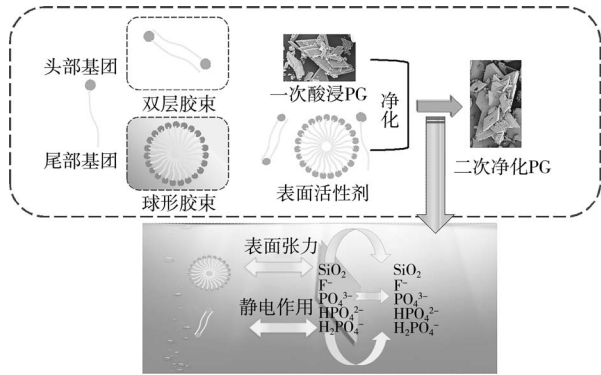 头部基团
双层胶束
尾部基团
球形胶束
一次酸浸PG
表面活性剂
净化
二次净化PG
表面张力
静电作用
SiO₂
F⁻
PO₄³⁻
HPO₄²⁻
H₂PO₄⁻
SiO₂
F⁻
PO₄³⁻
HPO₄²⁻
H₂PO₄⁻